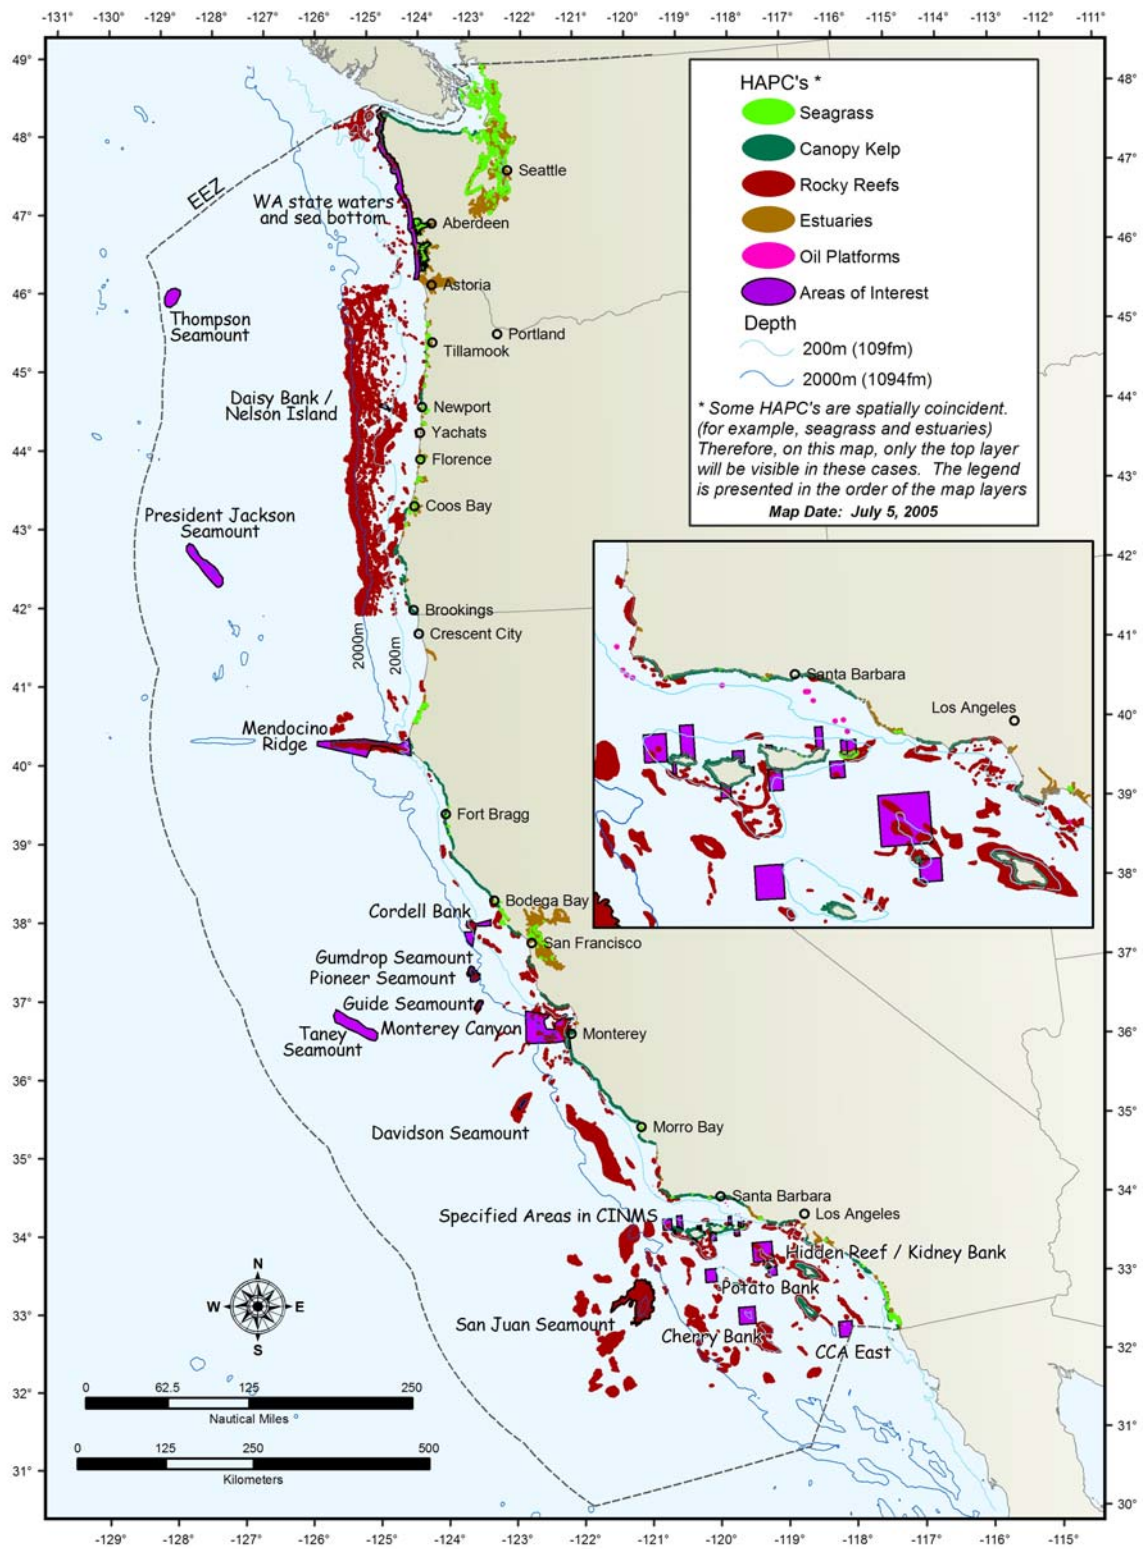 -131° -130° -129° -128° -127° -126° -125° -124° -123° -122° -121° -120° -119° -118° -117° -116° -115° -114° -113° -112° -111°
49°
48°
47°
46°
45°
44°
43°
42°
41°
40°
39°
38°
37°
36°
35°
34°
33°
32°
31°
48°
47°
46°
45°
44°
43°
42°
41°
40°
39°
38°
37°
36°
35°
34°
33°
32°
31°
30°
-129° -128° -127° -126° -125° -124° -123° -122° -121° -120° -119° -118° -117° -116° -115°
HAPC's *
Seagrass
Canopy Kelp
Rocky Reefs
Estuaries
Oil Platforms
Areas of Interest
Depth
200m (109fm)
2000m (1094fm)
* Some HAPC's are spatially coincident.
(for example, seagrass and estuaries)
Therefore, on this map, only the top layer
will be visible in these cases. The legend
is presented in the order of the map layers
Map Date: July 5, 2005
EEZ
Seattle
WA state waters
and sea bottom
Aberdeen
Astoria
Thompson
Seamount
Portland
Tillamook
Daisy Bank /
Nelson Island
Newport
Yachats
Florence
Coos Bay
President Jackson
Seamount
Brookings
Crescent City
2000m
200m
Mendocino
Ridge
Fort Bragg
Bodega Bay
Cordell Bank
San Francisco
Gumdrop Seamount
Pioneer Seamount
Guide Seamount
Monterey Canyon
Monterey
Taney
Seamount
Davidson Seamount
Morro Bay
Santa Barbara
Los Angeles
Specified Areas in CINMS
Hidden Reef / Kidney Bank
Potato Bank
San Juan Seamount
Cherry Bank
CCA East
Santa Barbara
Los Angeles
N
W
E
S
0 62.5 125 250
Nautical Miles
0 125 250 500
Kilometers